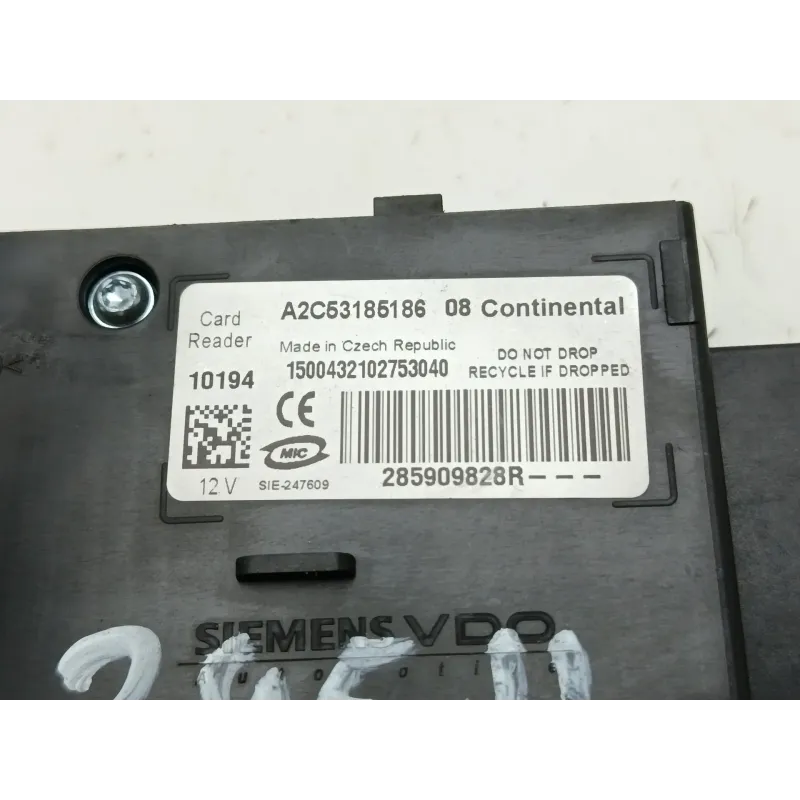 Card
Reader
10194
12 V
A2C53185186 08 Continental
Made in Czech Republic
1500432102753040
DO NOT DROP
RECYCLE IF DROPPED
CE
MIC
SIE-247609
285909828R---
SIEMENS VDO
Automotive